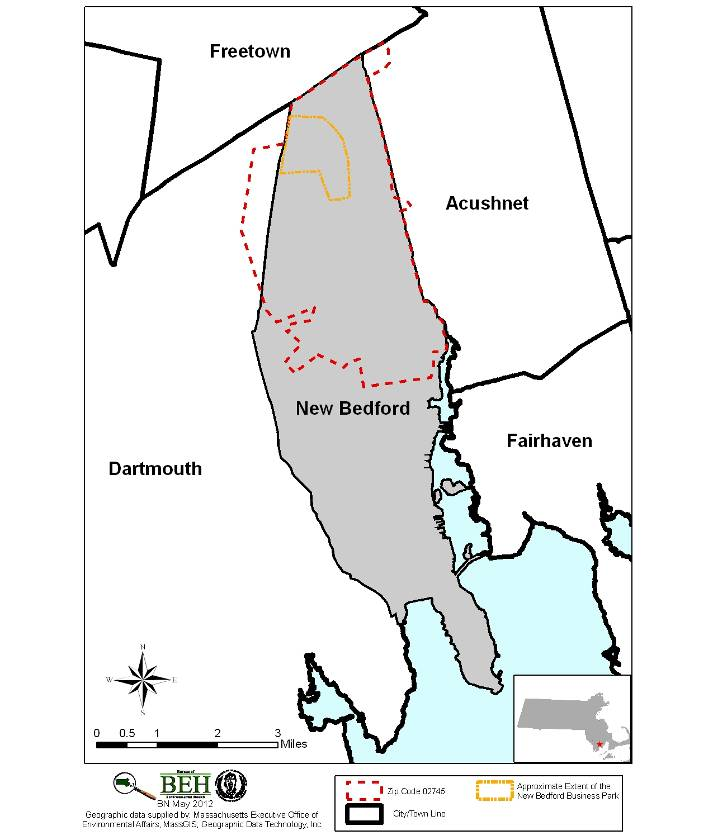 Freetown
Acushnet
New Bedford
Fairhaven
Dartmouth
N
W
E
S
0 0.5 1 2 3
Miles
BEH
BN May 2012
Geographic data supplied by: Massachusetts Executive Office of
Environmental Affairs, MassGIS, Geographic Data Technology, Inc.
Zip Code 02745
City/Town Line
Approximate Extent of the
New Bedford Business Park